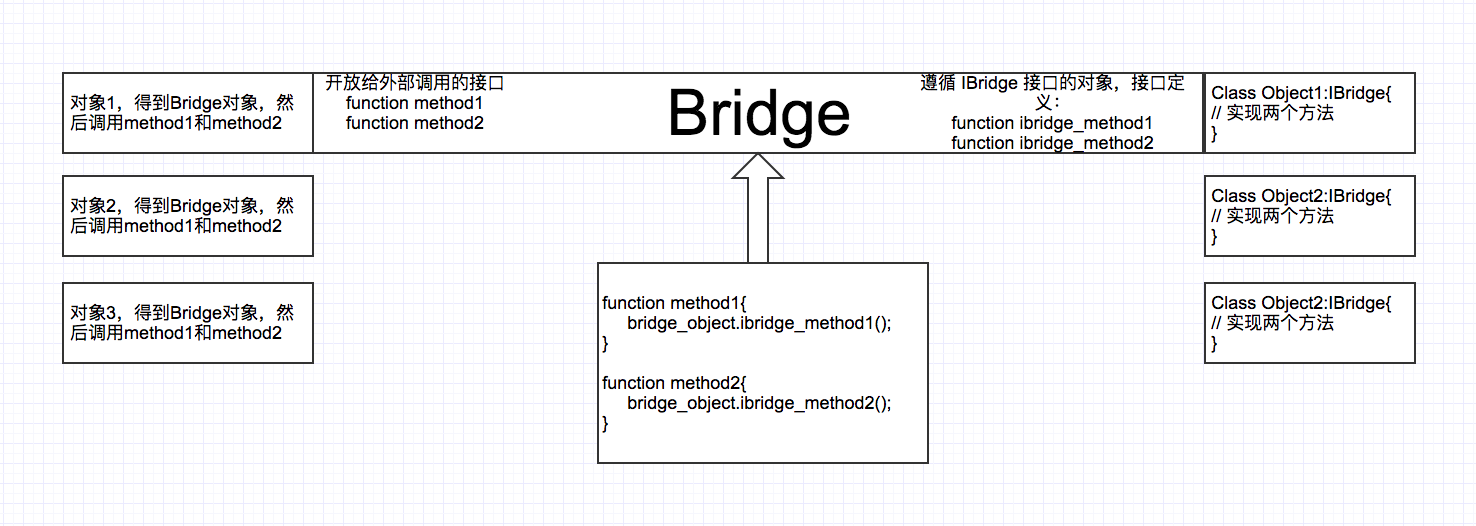 对象1，得到Bridge对象，然
后调用method1和method2
开放给外部调用的接口
function method1
function method2
Bridge
遵循 IBridge 接口的对象，接口定
义：
function ibridge_method1
function ibridge_method2
Class Object1:IBridge{
// 实现两个方法
}
对象2，得到Bridge对象，然
后调用method1和method2
Class Object2:IBridge{
// 实现两个方法
}
对象3，得到Bridge对象，然
后调用method1和method2
Class Object2:IBridge{
// 实现两个方法
}
function method1{
bridge_object.ibridge_method1();
}
function method2{
bridge_object.ibridge_method2();
}